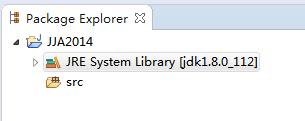 Package Explorer
JJA2014
JRE System Library [jdk1.8.0_112]
src